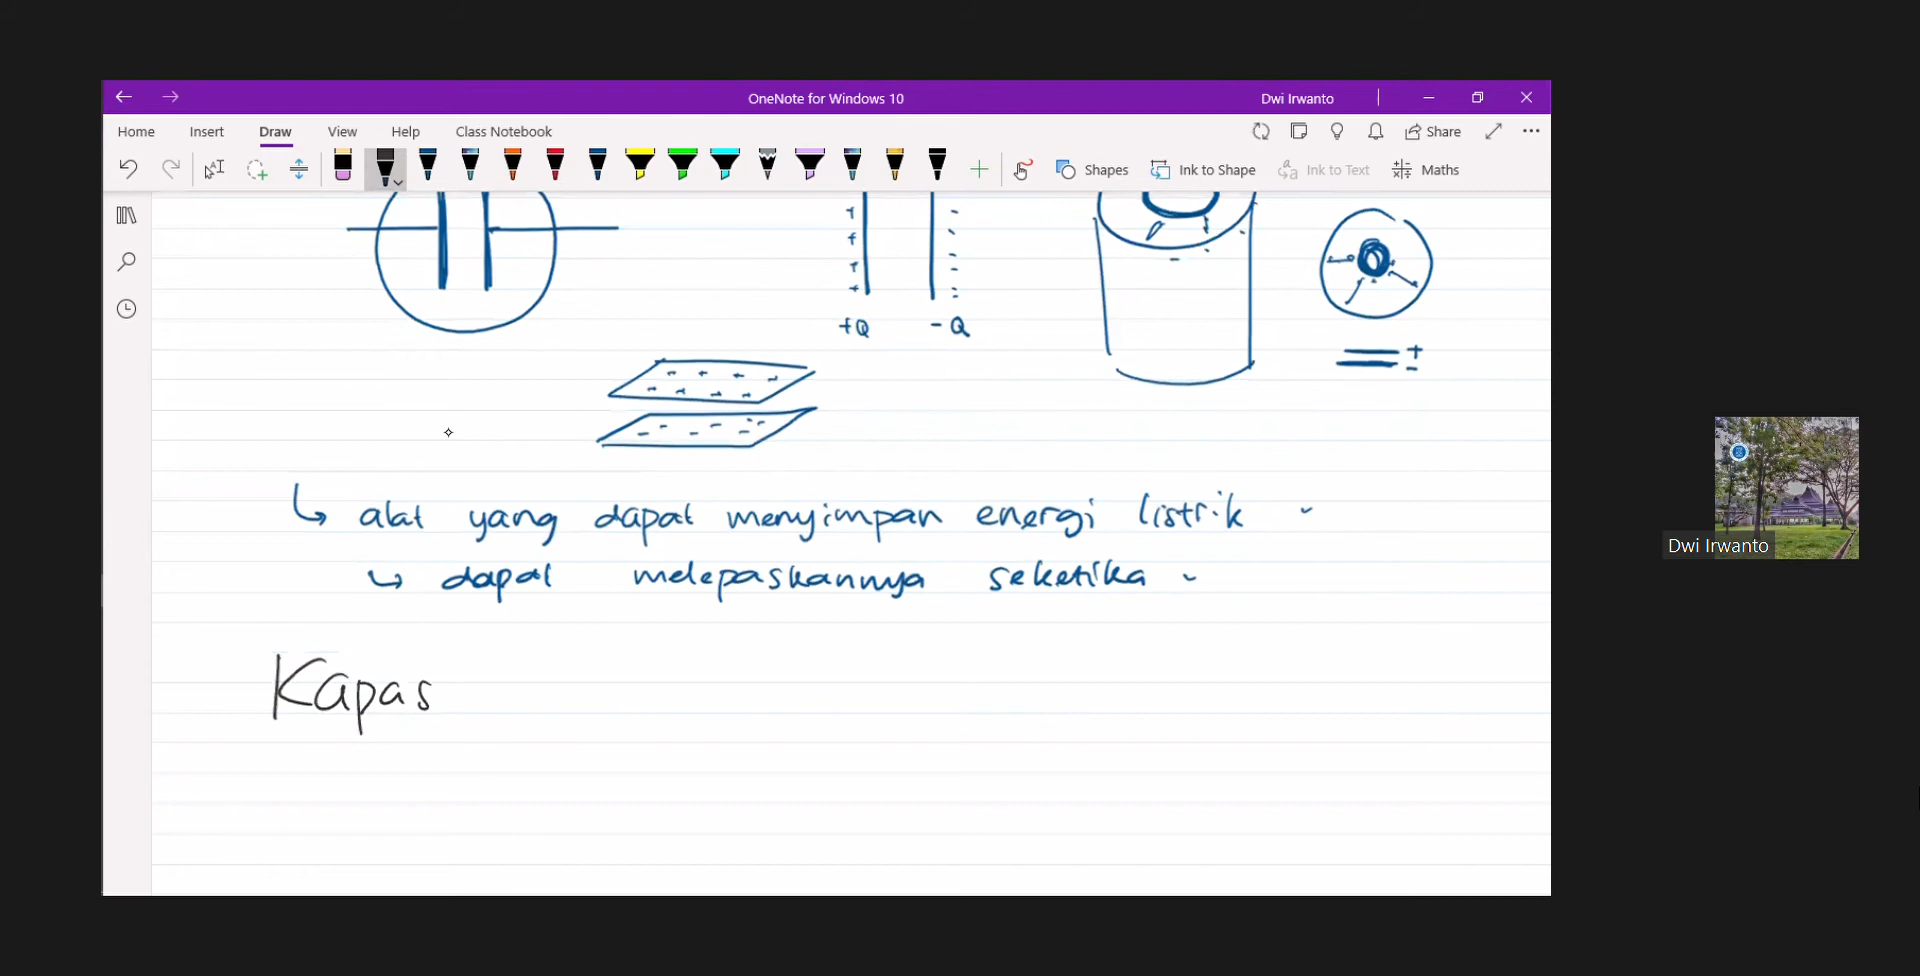 OneNote for Windows 10
Dwi Irwanto
Home Insert Draw View Help Class Notebook Share
Shapes Ink to Shape Ink to Text Maths
+Q -Q
alat yang dapat menyimpan energi listrik
dapat melepaskannya seketika
Kapas
Dwi Irwanto